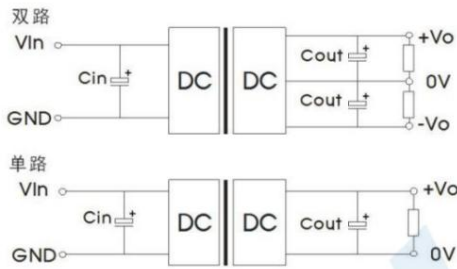 双路
VIn
+Vo
Cout +
Cin +
DC DC
0V
Cout +
GND
-Vo
单路
VIn
+Vo
Cin +
DC DC
Cout +
GND
0V